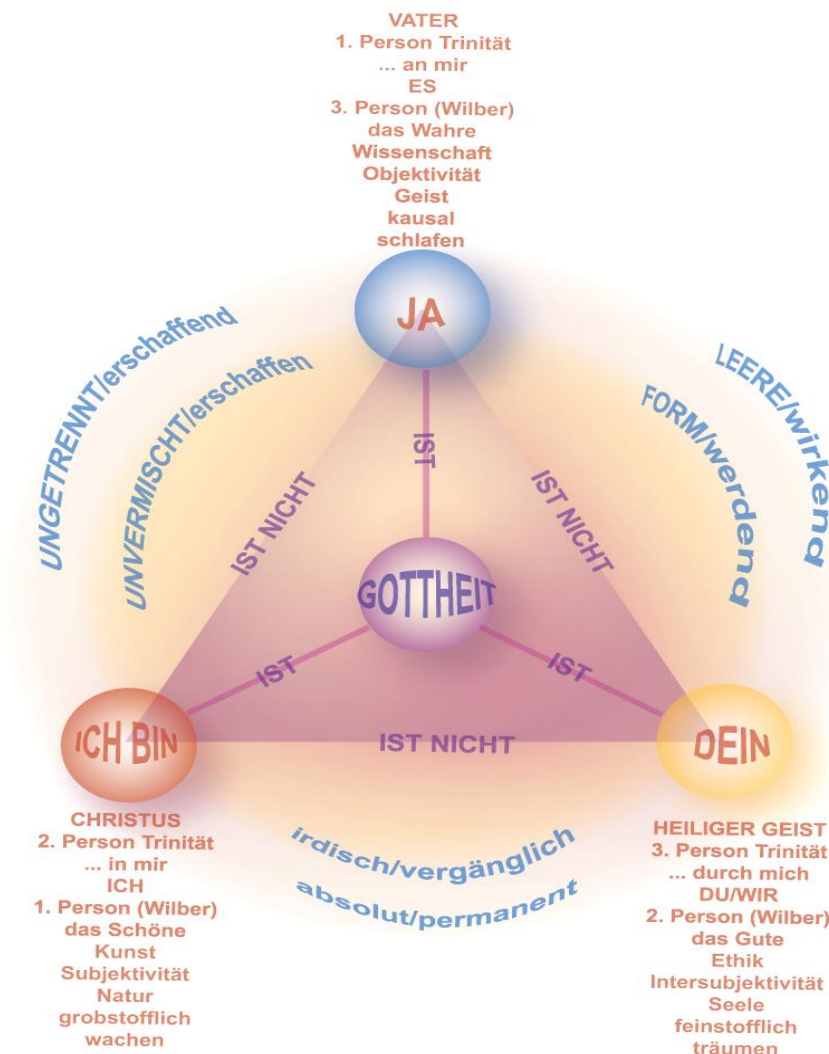 VATER
1. Person Trinität
... an mir
ES
3. Person (Wilber)
das Wahre
Wissenschaft
Objektivität
Geist
kausal
schlafen
JA
UNGETRENNT/erschaffend
UNVERMISCHT/erschaffen
LEERE/wirkend
FORM/werdend
IST
IST NICHT
IST NICHT
GOTTHEIT
IST
IST
ICH BIN
IST NICHT
DEIN
irdisch/vergänglich
absolut/permanent
CHRISTUS
2. Person Trinität
... in mir
ICH
1. Person (Wilber)
das Schöne
Kunst
Subjektivität
Natur
grobstofflich
wachen
HEILIGER GEIST
3. Person Trinität
... durch mich
DU/WIR
2. Person (Wilber)
das Gute
Ethik
Intersubjektivität
Seele
feinstofflich
träumen